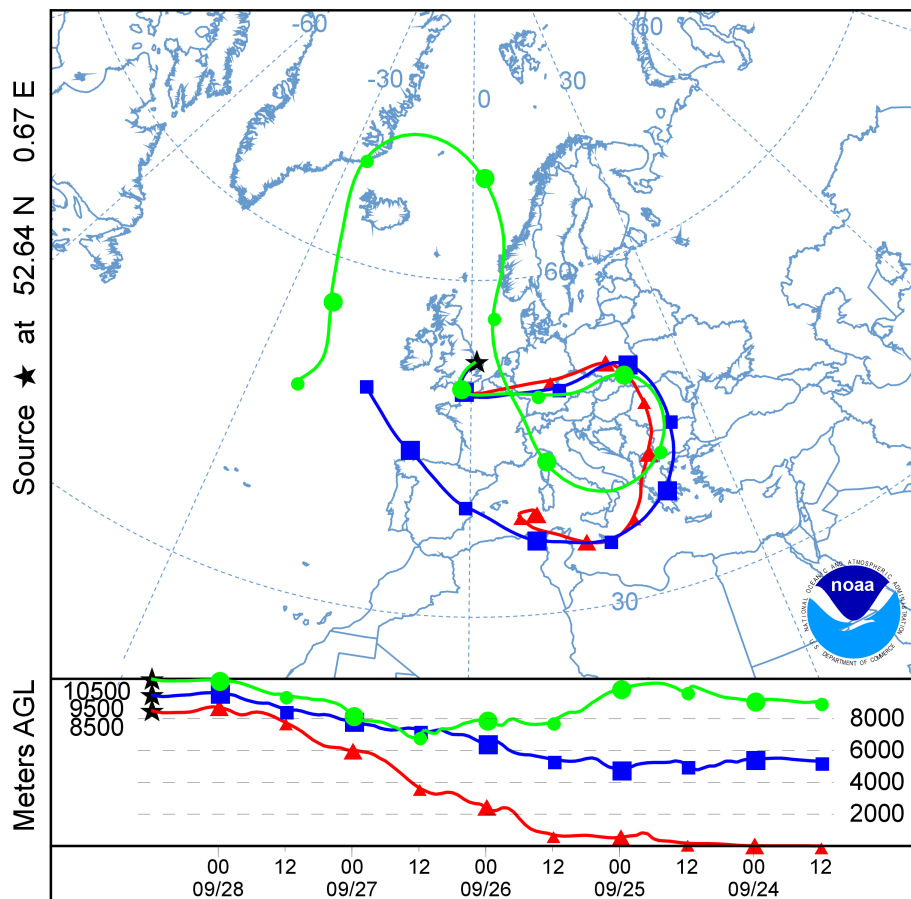 Source ★ at 52.64 N 0.67 E
-60
60
-30
30
0
60
30
NATIONAL OCEANIC AND ATMOSPHERIC ADMINISTRATION
noaa
U.S. DEPARTMENT OF COMMERCE
Meters AGL
10500
9500
8500
8000
6000
4000
2000
00 12 00 12 00 12 00 12 00 12
09/28 09/27 09/26 09/25 09/24